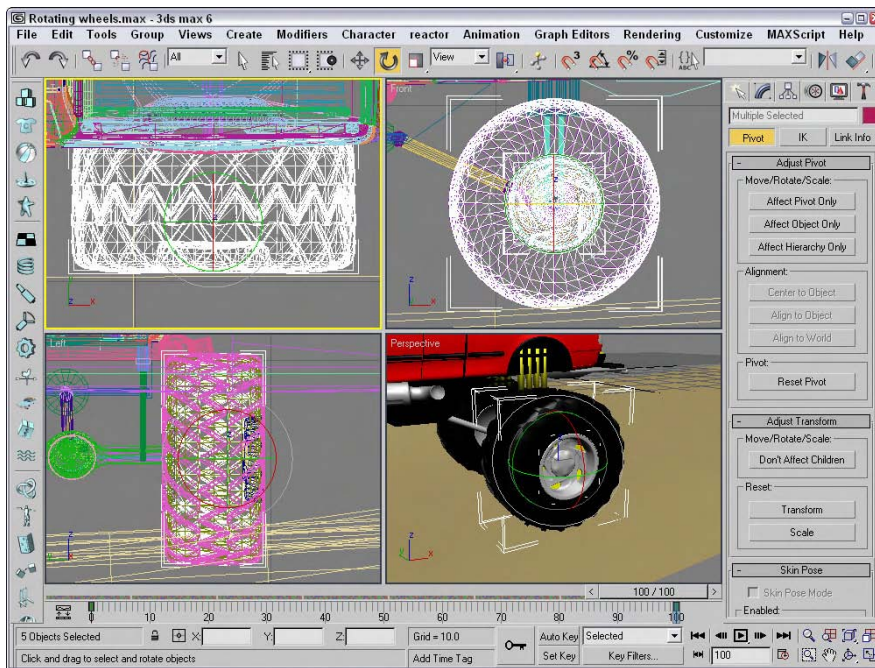 Rotating wheels.max - 3ds max 6
File Edit Tools Group Views Create Modifiers Character reactor Animation Graph Editors Rendering Customize MAXScript Help
All View 3 ABC
Front
Multiple Selected
Pivot IK Link Info
- Adjust Pivot
Move/Rotate/Scale:
Affect Pivot Only
Affect Object Only
Affect Hierarchy Only
Alignment:
Center to Object
Align to Object
Align to World
Pivot:
Reset Pivot
- Adjust Transform
Move/Rotate/Scale:
Don't Affect Children
Reset:
Transform
Scale
- Skin Pose
Skin Pose Mode
Enabled:
y z x
z x
Left
z y
Perspective
z y x
< 100 / 100 >
0 10 20 30 40 50 60 70 80 90 100
5 Objects Selected X: Y: Z: Grid = 10.0 Auto Key Selected
Click and drag to select and rotate objects Add Time Tag Set Key Key Filters... 100